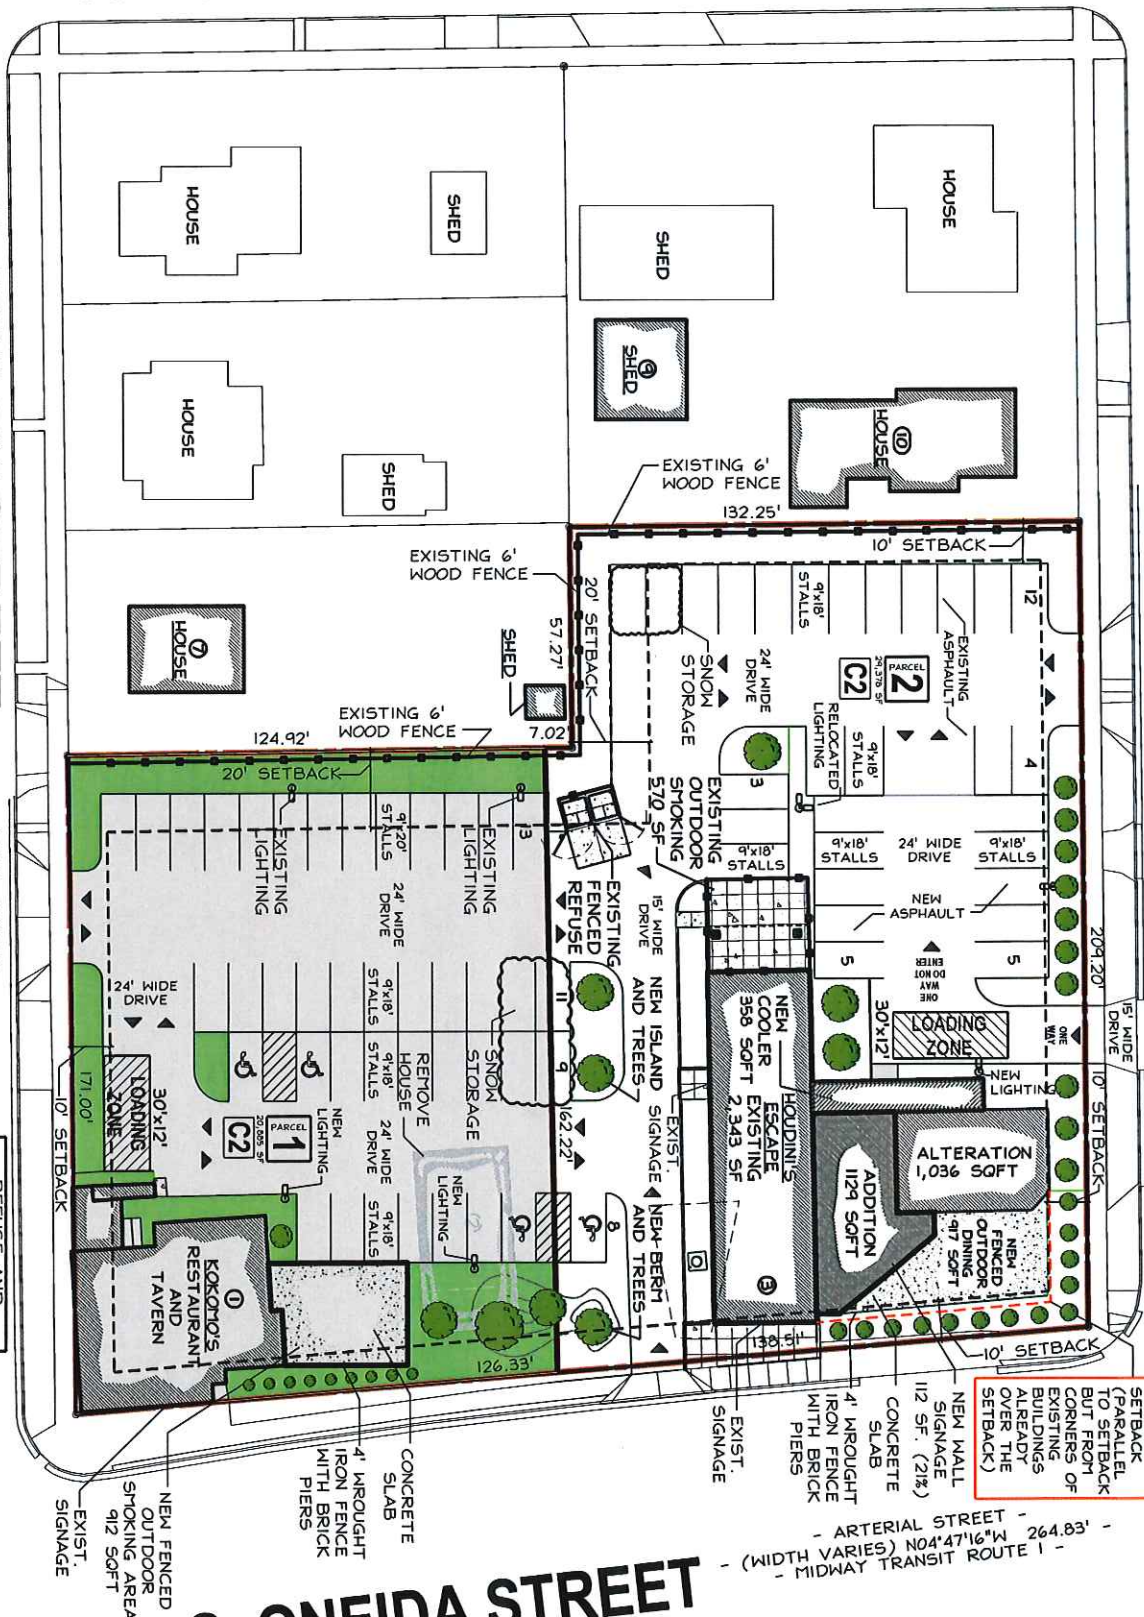 HOUSE
SHED
SHED
HOUSE
HOUSE
SHED
9
SHED
10
HOUSE
EXISTING 6'
WOOD FENCE
132.25'
10' SETBACK
EXISTING 6'
WOOD FENCE
20' SETBACK
57.27'
SHED
7
HOUSE
7.02
EXISTING 6'
WOOD FENCE
124.92'
20' SETBACK
9'x18'
STALLS
12
EXISTING
ASPHAULT
SNOW
STORAGE
24' WIDE
DRIVE
PARCEL
2
29,378 SF
C2
RELOCATED
LIGHTING
9'x18'
STALLS
4
3
EXISTING
OUTDOOR
SMOKING
570 SF
9'x18'
STALLS
9'x18'
STALLS
24' WIDE
DRIVE
9'x18'
STALLS
NEW
ASPHAULT
209.20'
5
5
ONE
WAY
DO NOT
ENTER
ONE
WAY
15' WIDE
DRIVE
30'x12'
LOADING
ZONE
NEW
LIGHTING
10' SETBACK
EXISTING
LIGHTING
9'x20'
STALLS
EXISTING
LIGHTING
13
24' WIDE
DRIVE
EXISTING
FENCED
REFUSE
15' WIDE
DRIVE
NEW ISLAND
AND TREES
EXIST.
SIGNAGE
NEW BERM
AND TREES
NEW
COOLER
358 SQFT
HOUDINI'S
ESCAPE
EXISTING
2,343 SF
13
ALTERATION
1,036 SQFT
ADDITION
1129 SQFT
NEW
FENCED
OUTDOOR
DINING
917 SQFT
24' WIDE
DRIVE
9'x18'
STALLS
9'x18'
STALLS
11
9
SNOW
STORAGE
REMOVE
HOUSE
162.22'
171.00'
10' SETBACK
30'x12'
LOADING
ZONE
PARCEL
1
20,885 SF
C2
NEW
LIGHTING
24' WIDE
DRIVE
9'x18'
STALLS
NEW
LIGHTING
8
1
KOKOMO'S
RESTAURANT
AND
TAVERN
126.33'
138.51'
10' SETBACK
EXIST.
SIGNAGE
NEW FENCED
OUTDOOR
SMOKING AREA
912 SQFT
4' WROUGHT
IRON FENCE
WITH BRICK
PIERS
CONCRETE
SLAB
EXIST.
SIGNAGE
4' WROUGHT
IRON FENCE
WITH BRICK
PIERS
CONCRETE
SLAB
NEW WALL
SIGNAGE
112 SF. (21%)
SETBACK
(PARALLEL
TO SETBACK
BUT FROM
CORNERS OF
EXISTING
BUILDINGS
ALREADY
OVER THE
SETBACK)
- ARTERIAL STREET -
- (WIDTH VARIES) N04°47'16"W 264.83' -
- MIDWAY TRANSIT ROUTE 1 -
ONEIDA STREET